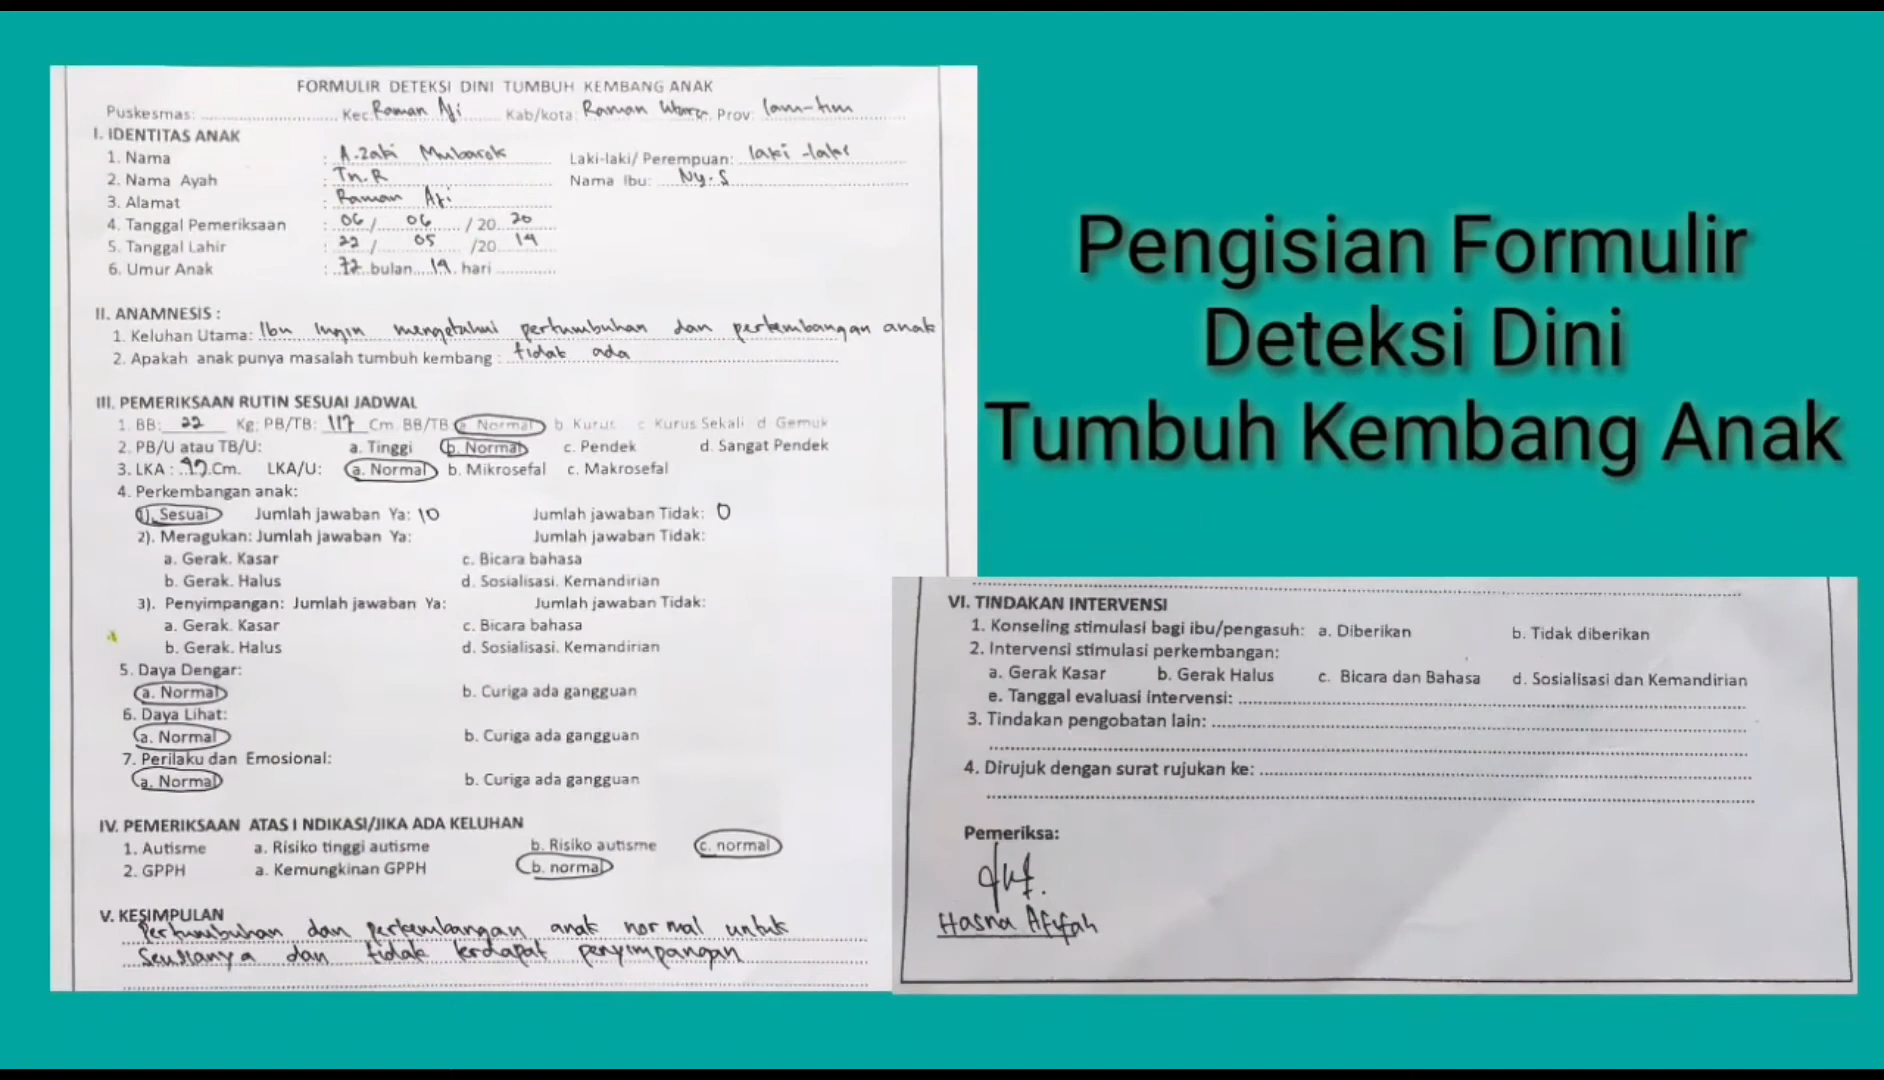 FORMULIR DETEKSI DINI TUMBUH KEMBANG ANAK
Puskesmas: Kec. Raman Aji Kab/kota: Raman Utara Prov: lam-tim
I. IDENTITAS ANAK
1. Nama : A. Zaki Mubarok Laki-laki/ Perempuan: laki-laki
2. Nama Ayah : Tn. R Nama Ibu: Ny. S
3. Alamat : Raman Aji
4. Tanggal Pemeriksaan : 06 / 06 / 20 20
5. Tanggal Lahir : 22 / 05 /20 14
6. Umur Anak : 72 bulan 14 hari
II. ANAMNESIS :
1. Keluhan Utama: Ibu Ingin mengetahui pertumbuhan dan perkembangan anak
2. Apakah anak punya masalah tumbuh kembang : tidak ada
III. PEMERIKSAAN RUTIN SESUAI JADWAL
1. BB: 22 Kg; PB/TB: 117 Cm BB/TB a. Normal b Kurus c Kurus Sekali d Gemuk
2. PB/U atau TB/U: a. Tinggi b. Normal c. Pendek d. Sangat Pendek
3. LKA : Cm. LKA/U: a. Normal b. Mikrosefal c. Makrosefal
4. Perkembangan anak:
1). Sesuai Jumlah jawaban Ya: 10 Jumlah jawaban Tidak: 0
2). Meragukan: Jumlah jawaban Ya: Jumlah jawaban Tidak:
a. Gerak. Kasar c. Bicara bahasa
b. Gerak. Halus d. Sosialisasi. Kemandirian
3). Penyimpangan: Jumlah jawaban Ya: Jumlah jawaban Tidak:
a. Gerak. Kasar c. Bicara bahasa
b. Gerak. Halus d. Sosialisasi. Kemandirian
5. Daya Dengar:
a. Normal b. Curiga ada gangguan
6. Daya Lihat:
a. Normal b. Curiga ada gangguan
7. Perilaku dan Emosional:
a. Normal b. Curiga ada gangguan
IV. PEMERIKSAAN ATAS I NDIKASI/JIKA ADA KELUHAN
1. Autisme a. Risiko tinggi autisme b. Risiko autisme c. normal
2. GPPH a. Kemungkinan GPPH b. normal
V. KESIMPULAN
Pertumbuhan dan perkembangan anak normal untuk
seusianya dan tidak terdapat penyimpangan
Pengisian Formulir
Deteksi Dini
Tumbuh Kembang Anak
VI. TINDAKAN INTERVENSI
1. Konseling stimulasi bagi ibu/pengasuh: a. Diberikan b. Tidak diberikan
2. Intervensi stimulasi perkembangan:
a. Gerak Kasar b. Gerak Halus c. Bicara dan Bahasa d. Sosialisasi dan Kemandirian
e. Tanggal evaluasi intervensi:
3. Tindakan pengobatan lain:
4. Dirujuk dengan surat rujukan ke:
Pemeriksa:
Hasna Afifah